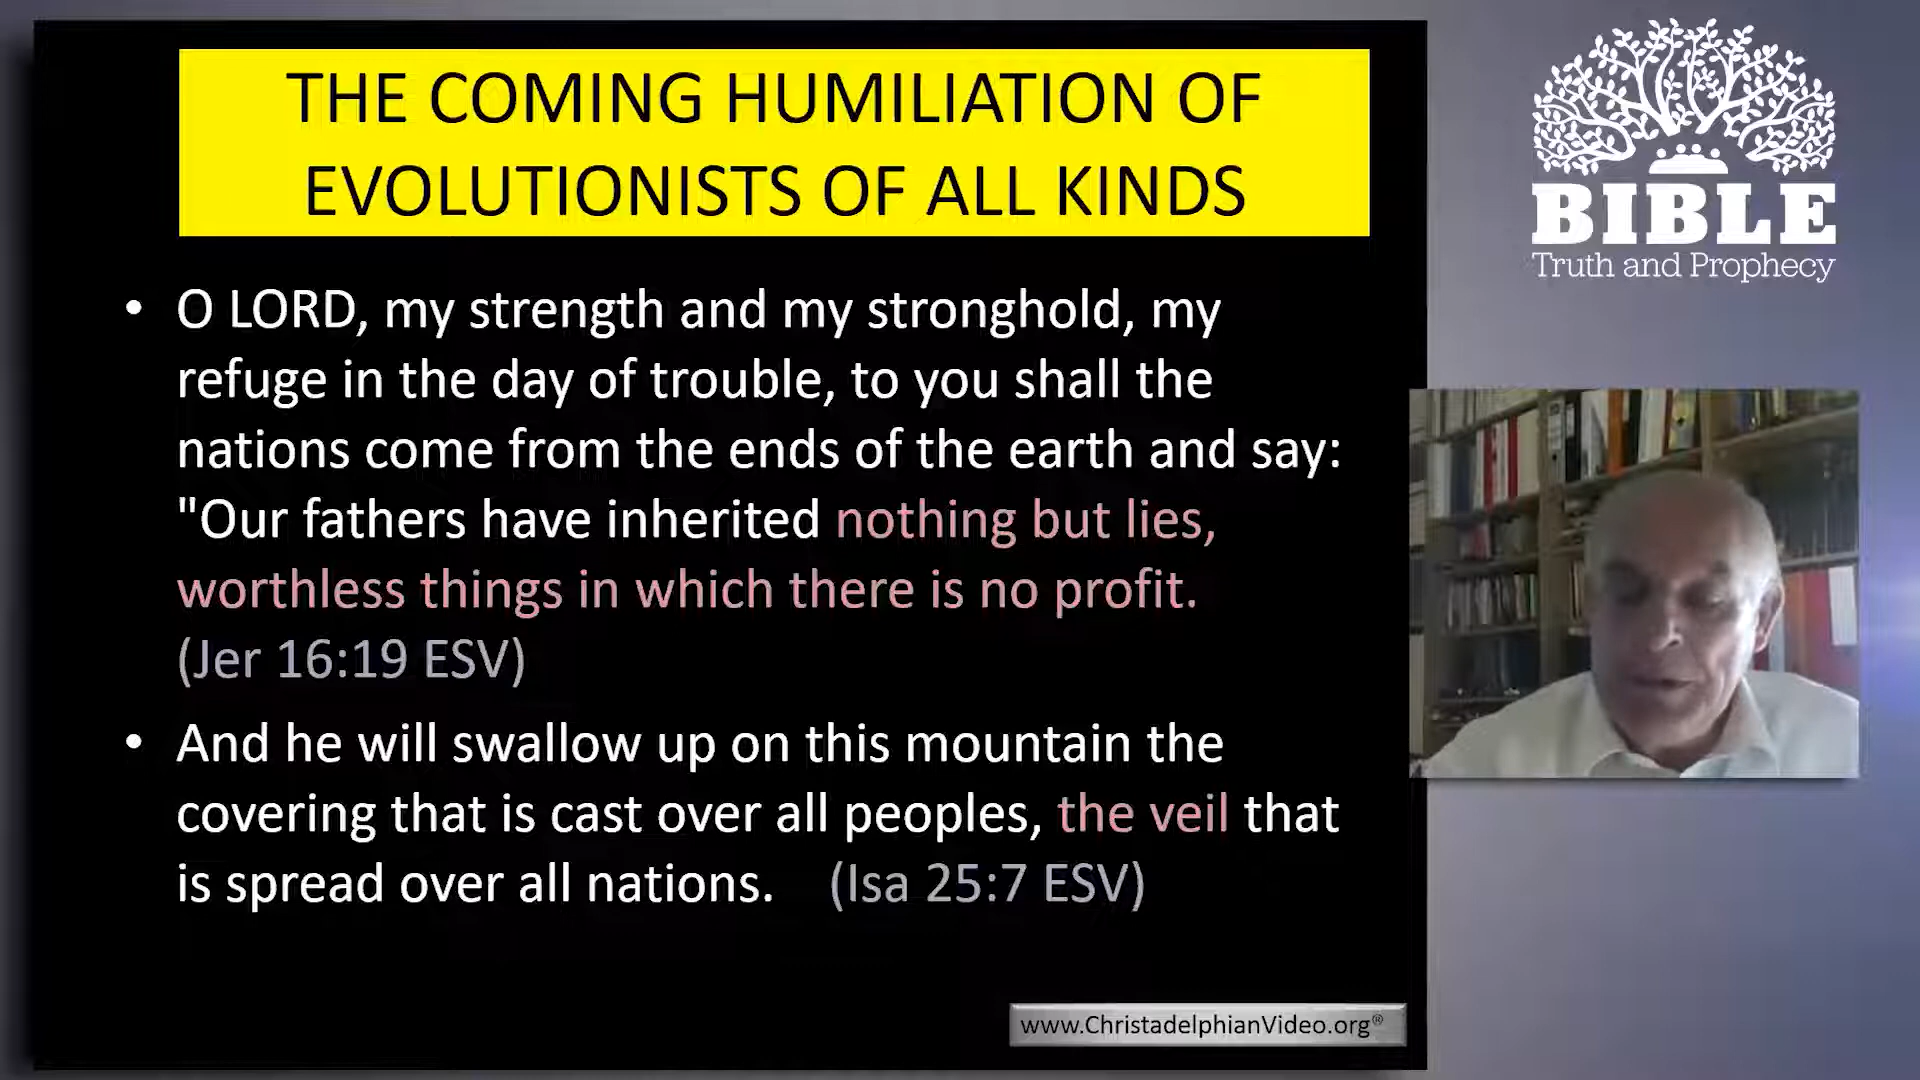 THE COMING HUMILIATION OF
EVOLUTIONISTS OF ALL KINDS
• O LORD, my strength and my stronghold, my
refuge in the day of trouble, to you shall the
nations come from the ends of the earth and say:
"Our fathers have inherited nothing but lies,
worthless things in which there is no profit.
(Jer 16:19 ESV)
• And he will swallow up on this mountain the
covering that is cast over all peoples, the veil that
is spread over all nations. (Isa 25:7 ESV)
www.ChristadelphianVideo.org®
BIBLE
Truth and Prophecy